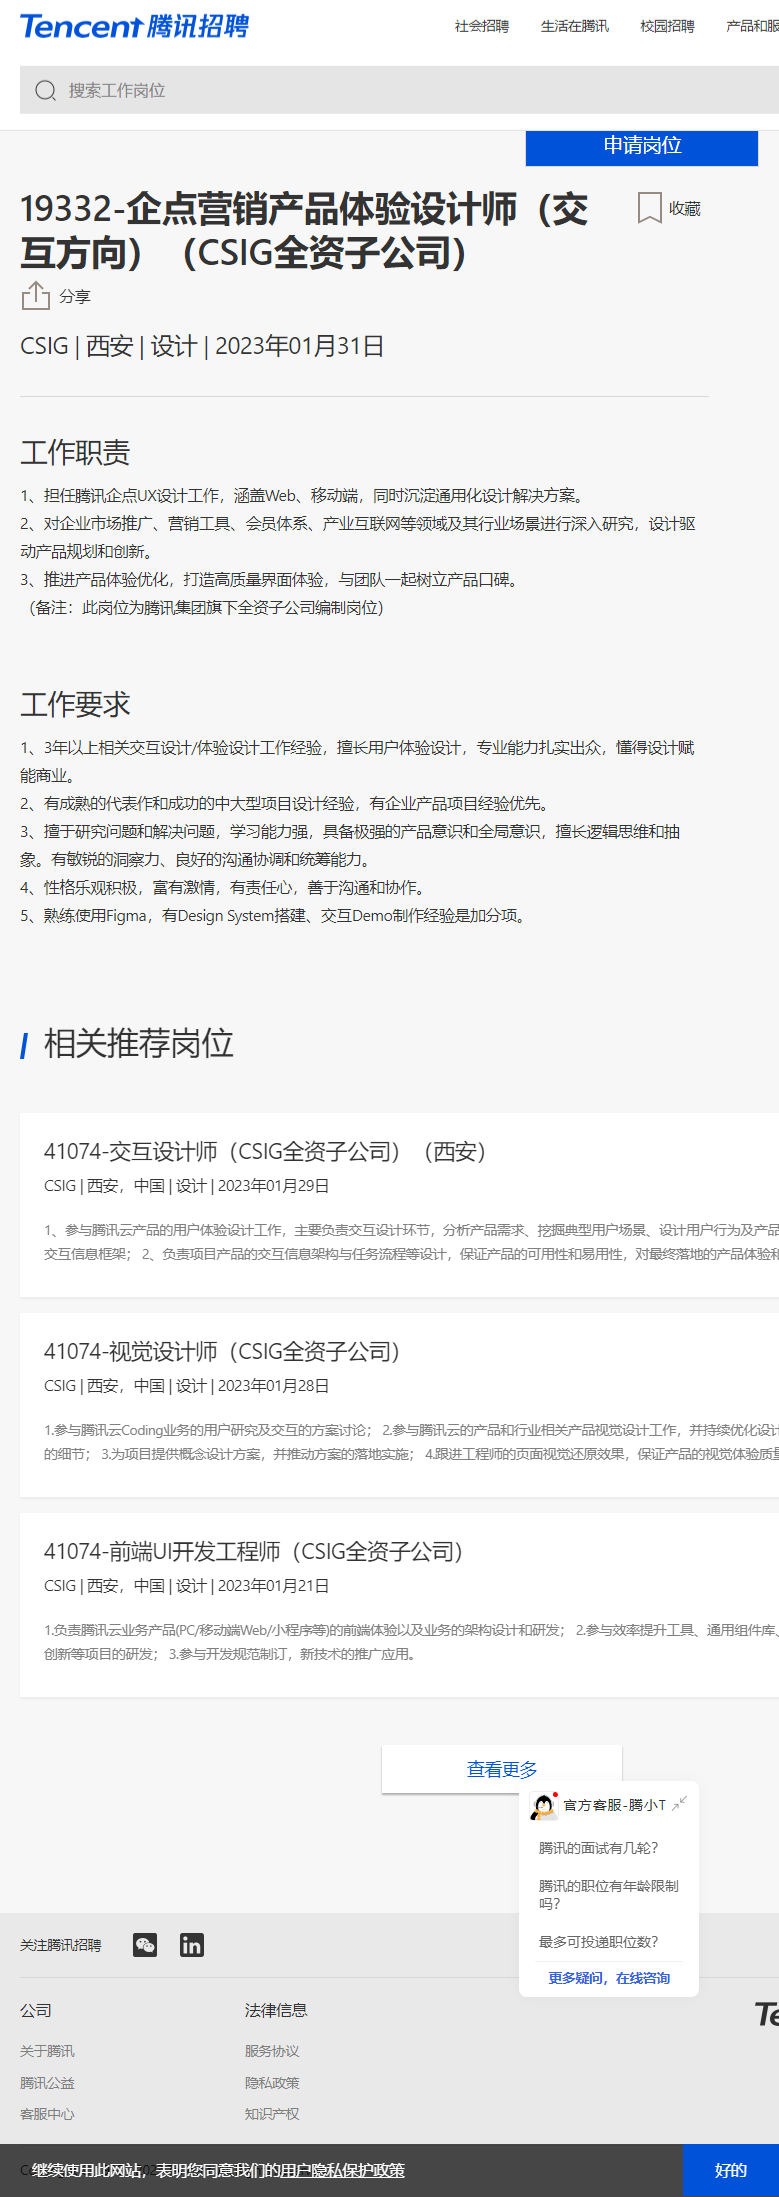 Tencent 腾讯招聘
社会招聘 生活在腾讯 校园招聘 产品和服
搜索工作岗位
申请岗位
19332-企点营销产品体验设计师（交
互方向）（CSIG全资子公司）
收藏
分享
CSIG | 西安 | 设计 | 2023年01月31日
工作职责
1、担任腾讯企点UX设计工作，涵盖Web、移动端，同时沉淀通用化设计解决方案。
2、对企业市场推广、营销工具、会员体系、产业互联网等领域及其行业场景进行深入研究，设计驱
动产品规划和创新。
3、推进产品体验优化，打造高质量界面体验，与团队一起树立产品口碑。
（备注：此岗位为腾讯集团旗下全资子公司编制岗位）
工作要求
1、3年以上相关交互设计/体验设计工作经验，擅长用户体验设计，专业能力扎实出众，懂得设计赋
能商业。
2、有成熟的代表作和成功的中大型项目设计经验，有企业产品项目经验优先。
3、擅于研究问题和解决问题，学习能力强，具备极强的产品意识和全局意识，擅长逻辑思维和抽
象。有敏锐的洞察力、良好的沟通协调和统筹能力。
4、性格乐观积极，富有激情，有责任心，善于沟通和协作。
5、熟练使用Figma，有Design System搭建、交互Demo制作经验是加分项。
相关推荐岗位
41074-交互设计师（CSIG全资子公司）（西安）
CSIG | 西安，中国 | 设计 | 2023年01月29日
1、参与腾讯云产品的用户体验设计工作，主要负责交互设计环节，分析产品需求、挖掘典型用户场景、设计用户行为及产品
交互信息框架； 2、负责项目产品的交互信息架构与任务流程等设计，保证产品的可用性和易用性，对最终落地的产品体验和
41074-视觉设计师（CSIG全资子公司）
CSIG | 西安，中国 | 设计 | 2023年01月28日
1.参与腾讯云Coding业务的用户研究及交互的方案讨论； 2.参与腾讯云的产品和行业相关产品视觉设计工作，并持续优化设计
的细节； 3.为项目提供概念设计方案，并推动方案的落地实施； 4.跟进工程师的页面视觉还原效果，保证产品的视觉体验质量
41074-前端UI开发工程师（CSIG全资子公司）
CSIG | 西安，中国 | 设计 | 2023年01月21日
1.负责腾讯云业务产品(PC/移动端Web/小程序等)的前端体验以及业务的架构设计和研发； 2.参与效率提升工具、通用组件库、
创新等项目的研发； 3.参与开发规范制订，新技术的推广应用。
查看更多
官方客服-腾小T
腾讯的面试有几轮?
腾讯的职位有年龄限制
吗?
最多可投递职位数?
更多疑问，在线咨询
关注腾讯招聘
公司 法律信息
Te
关于腾讯 服务协议
腾讯公益 隐私政策
客服中心 知识产权
继续使用此网站，表明您同意我们的用户隐私保护政策
好的